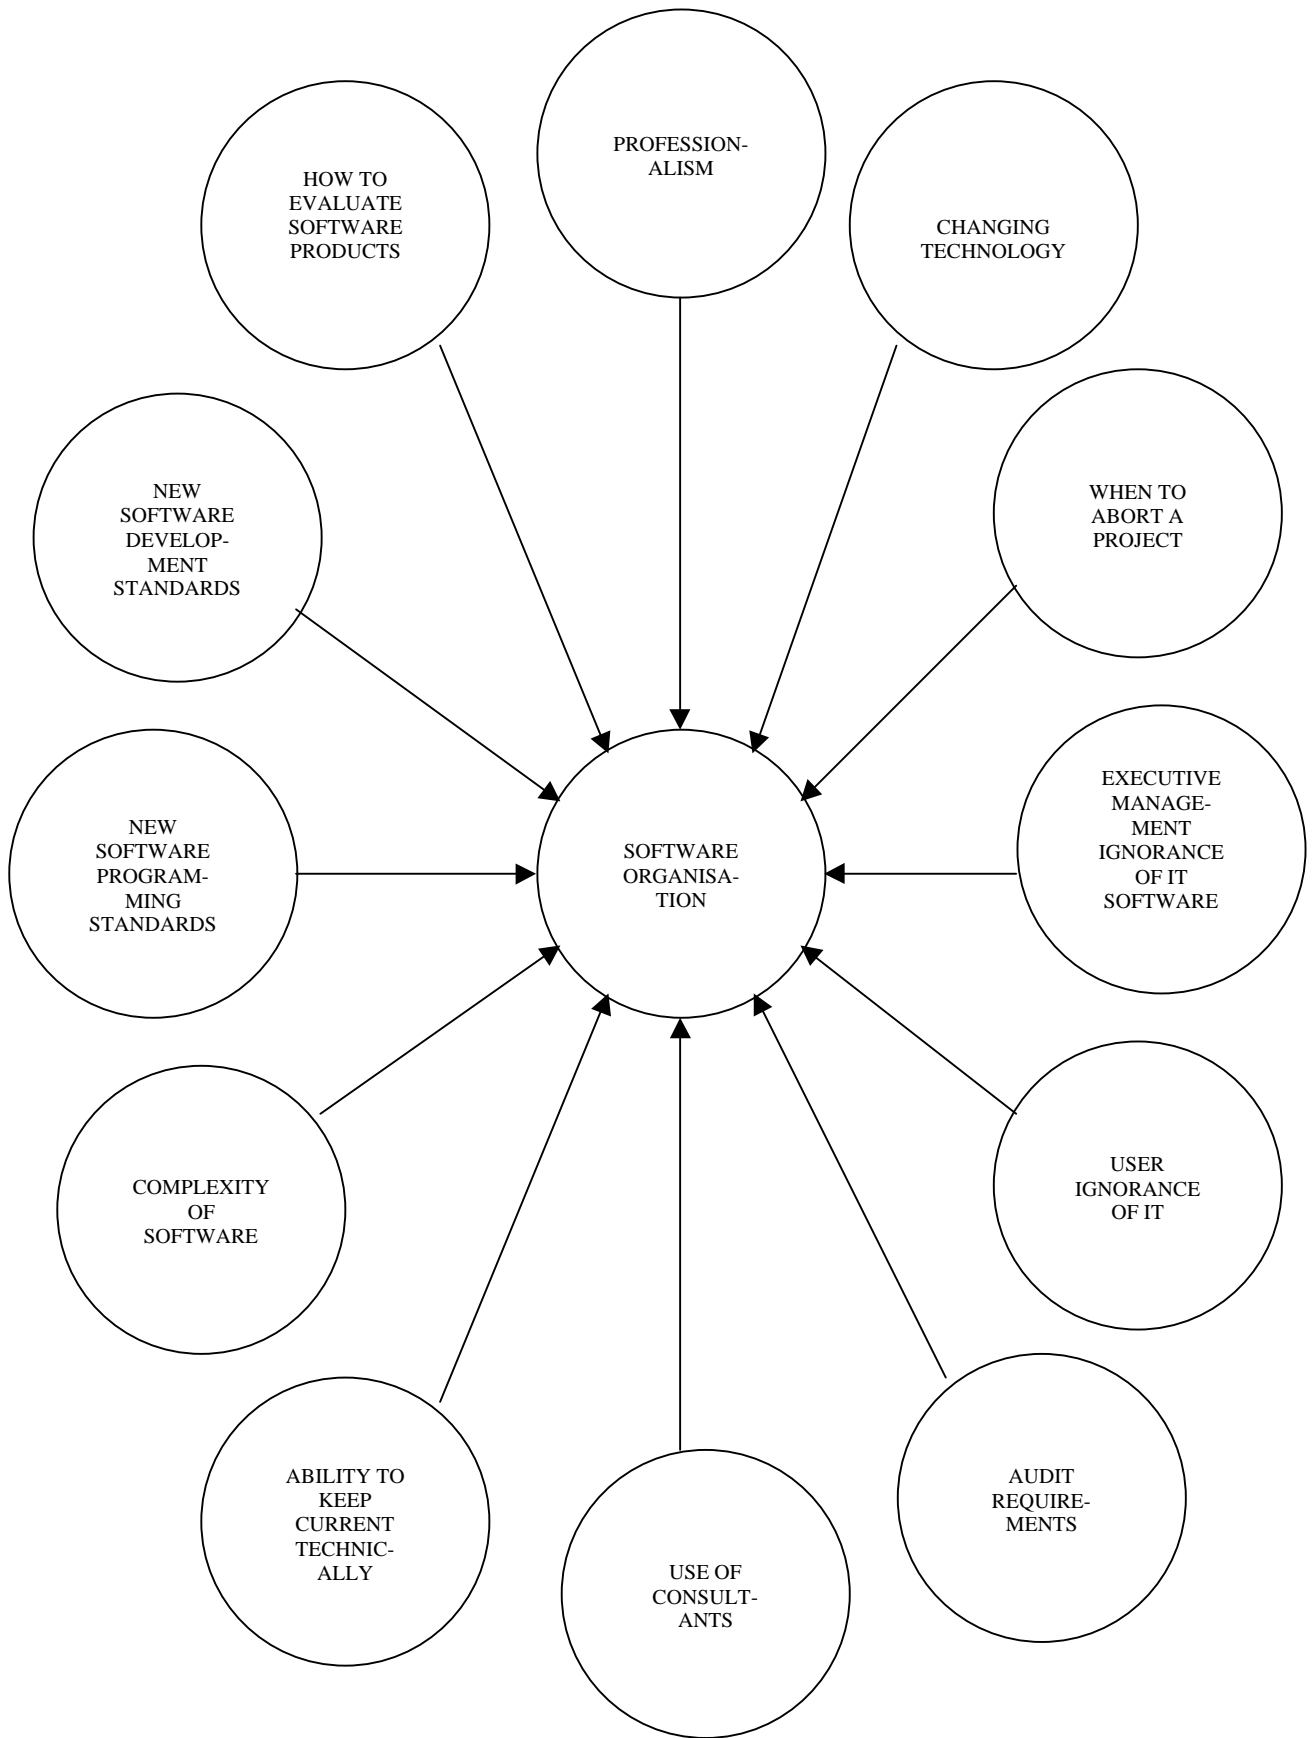 PROFESSION-
ALISM
HOW TO
EVALUATE
SOFTWARE
PRODUCTS
CHANGING
TECHNOLOGY
NEW
SOFTWARE
DEVELOP-
MENT
STANDARDS
WHEN TO
ABORT A
PROJECT
NEW
SOFTWARE
PROGRAM-
MING
STANDARDS
SOFTWARE
ORGANISA-
TION
EXECUTIVE
MANAGE-
MENT
IGNORANCE
OF IT
SOFTWARE
COMPLEXITY
OF
SOFTWARE
USER
IGNORANCE
OF IT
ABILITY TO
KEEP
CURRENT
TECHNIC-
ALLY
USE OF
CONSULT-
ANTS
AUDIT
REQUIRE-
MENTS